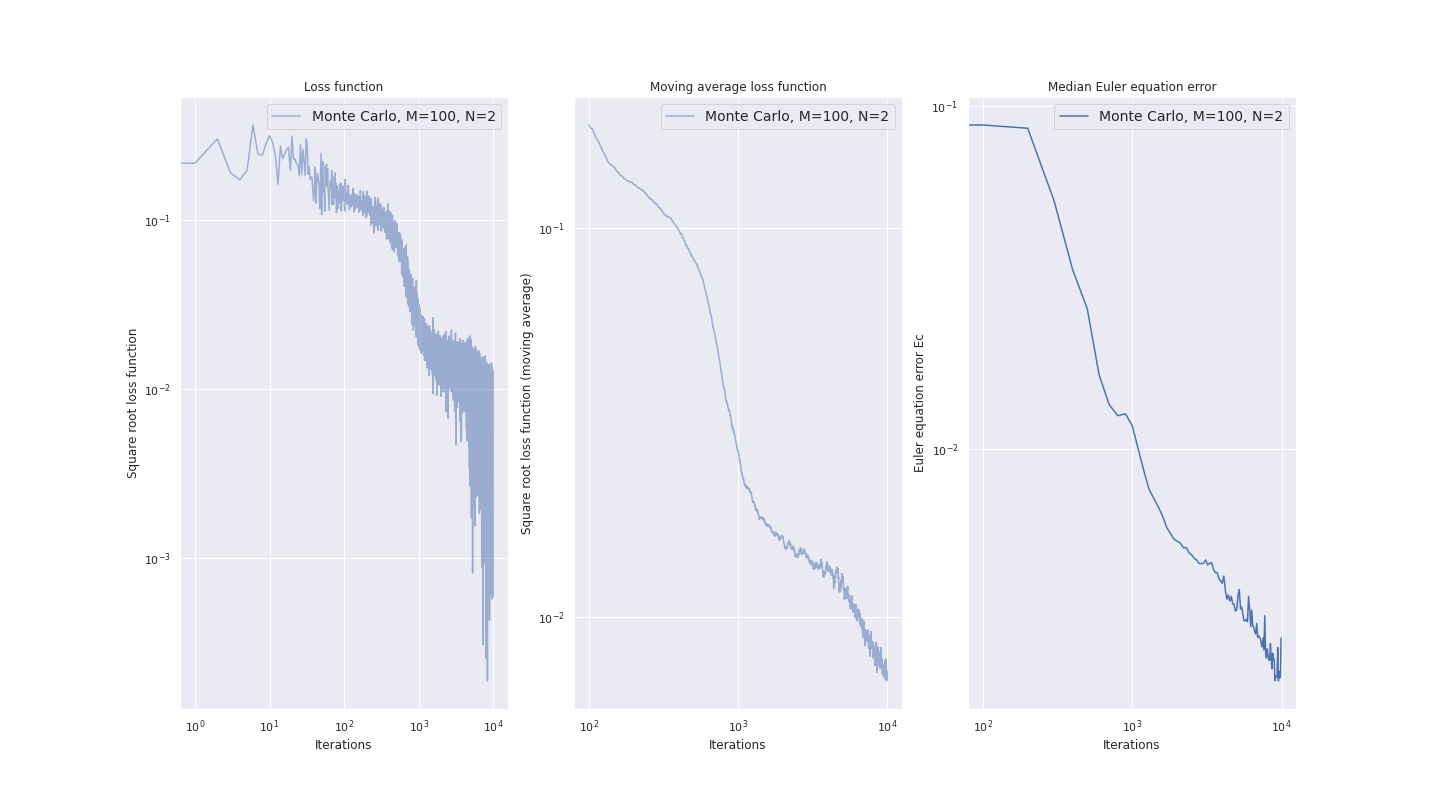 Loss function
Monte Carlo, M=100, N=2
Square root loss function
10⁻¹
10⁻²
10⁻³
10⁰
10¹
10²
10³
10⁴
Iterations
Moving average loss function
Monte Carlo, M=100, N=2
Square root loss function (moving average)
10⁻¹
10⁻²
10²
10³
10⁴
Iterations
Median Euler equation error
Monte Carlo, M=100, N=2
Euler equation error Ec
10⁻¹
10⁻²
10²
10³
10⁴
Iterations